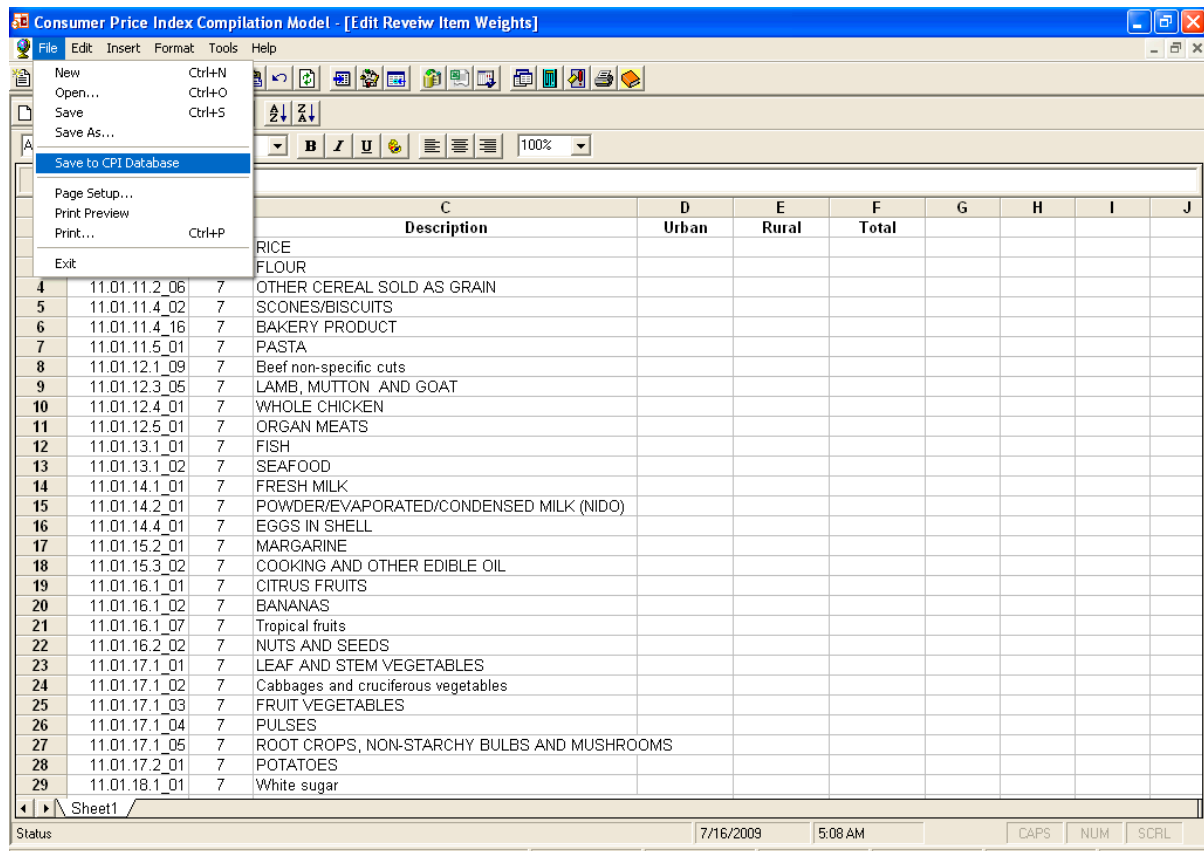 Consumer Price Index Compilation Model - [Edit Reveiw Item Weights]
File Edit Insert Format Tools Help
New Ctrl+N
Open... Ctrl+O
Save Ctrl+S
Save As...
Save to CPI Database
Page Setup...
Print Preview
Print... Ctrl+P
Exit
A
B I U 100%
C D E F G H I J
Description Urban Rural Total
RICE
FLOUR
4 11.01.11.2_06 7 OTHER CEREAL SOLD AS GRAIN
5 11.01.11.4_02 7 SCONES/BISCUITS
6 11.01.11.4_16 7 BAKERY PRODUCT
7 11.01.11.5_01 7 PASTA
8 11.01.12.1_09 7 Beef non-specific cuts
9 11.01.12.3_05 7 LAMB, MUTTON AND GOAT
10 11.01.12.4_01 7 WHOLE CHICKEN
11 11.01.12.5_01 7 ORGAN MEATS
12 11.01.13.1_01 7 FISH
13 11.01.13.1_02 7 SEAFOOD
14 11.01.14.1_01 7 FRESH MILK
15 11.01.14.2_01 7 POWDER/EVAPORATED/CONDENSED MILK (NIDO)
16 11.01.14.4_01 7 EGGS IN SHELL
17 11.01.15.2_01 7 MARGARINE
18 11.01.15.3_02 7 COOKING AND OTHER EDIBLE OIL
19 11.01.16.1_01 7 CITRUS FRUITS
20 11.01.16.1_02 7 BANANAS
21 11.01.16.1_07 7 Tropical fruits
22 11.01.16.2_02 7 NUTS AND SEEDS
23 11.01.17.1_01 7 LEAF AND STEM VEGETABLES
24 11.01.17.1_02 7 Cabbages and cruciferous vegetables
25 11.01.17.1_03 7 FRUIT VEGETABLES
26 11.01.17.1_04 7 PULSES
27 11.01.17.1_05 7 ROOT CROPS, NON-STARCHY BULBS AND MUSHROOMS
28 11.01.17.2_01 7 POTATOES
29 11.01.18.1_01 7 White sugar
Sheet1
Status 7/16/2009 5:08 AM CAPS NUM SCRL